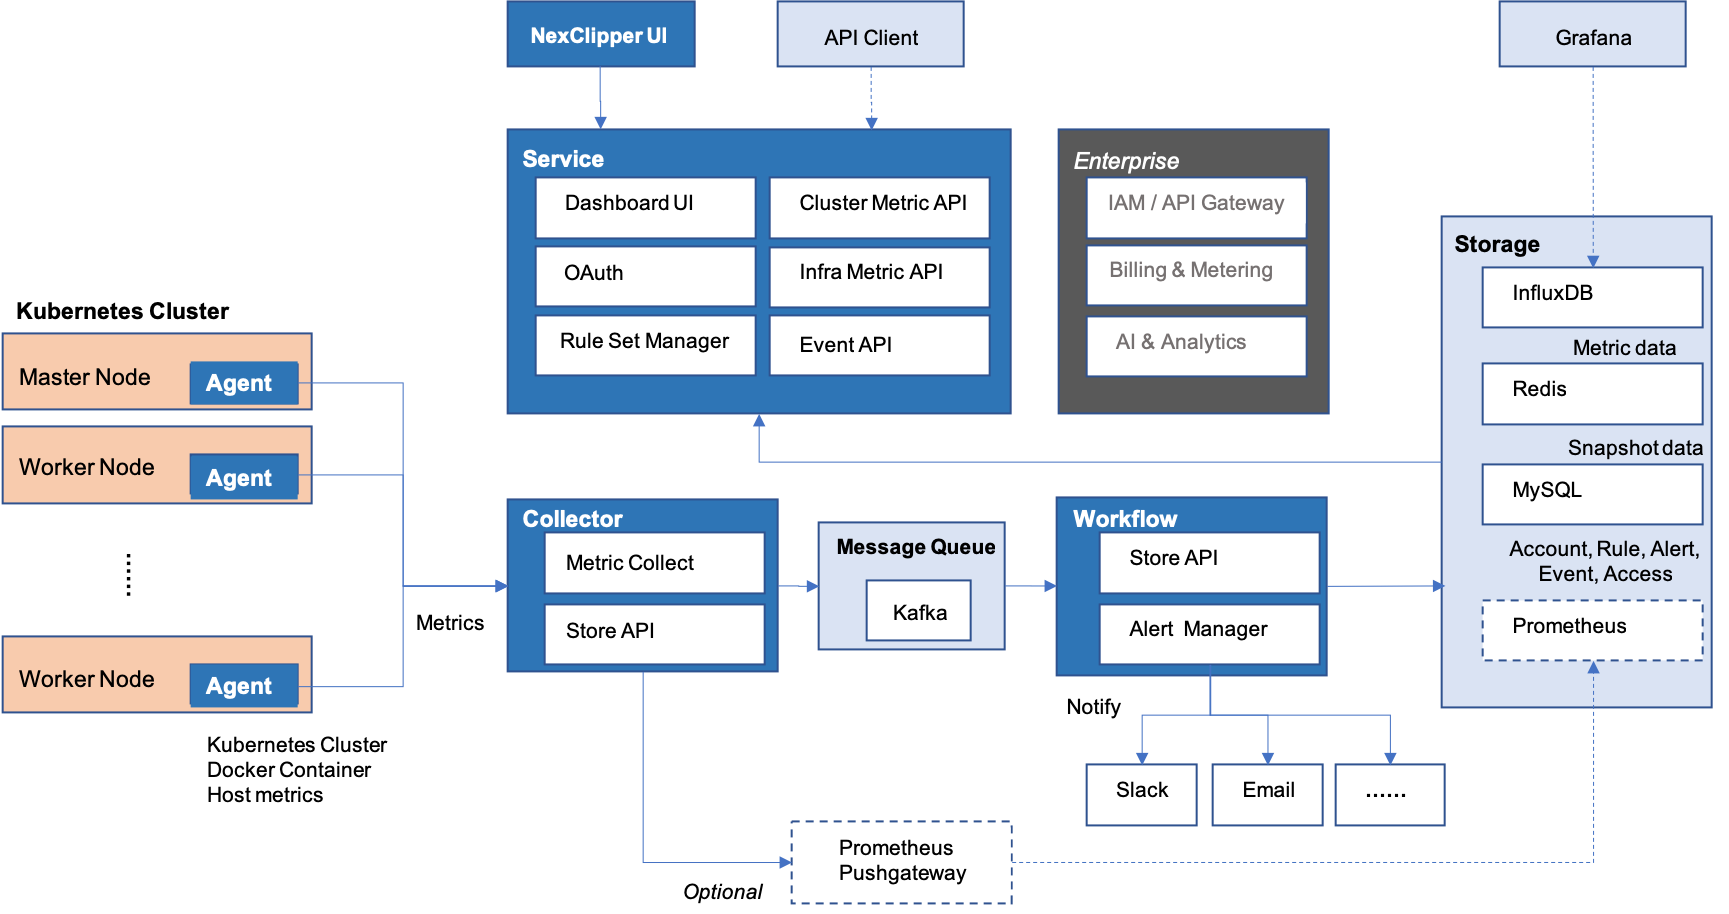 NexClipper UI
API Client
Grafana
Service
Dashboard UI
Cluster Metric API
OAuth
Infra Metric API
Rule Set Manager
Event API
Enterprise
IAM / API Gateway
Billing & Metering
AI & Analytics
Storage
InfluxDB
Metric data
Redis
Snapshot data
MySQL
Account, Rule, Alert,
Event, Access
Prometheus
Kubernetes Cluster
Master Node
Agent
Worker Node
Agent
......
Worker Node
Agent
Kubernetes Cluster
Docker Container
Host metrics
Metrics
Collector
Metric Collect
Store API
Message Queue
Kafka
Workflow
Store API
Alert Manager
Notify
Slack
Email
......
Optional
Prometheus
Pushgateway